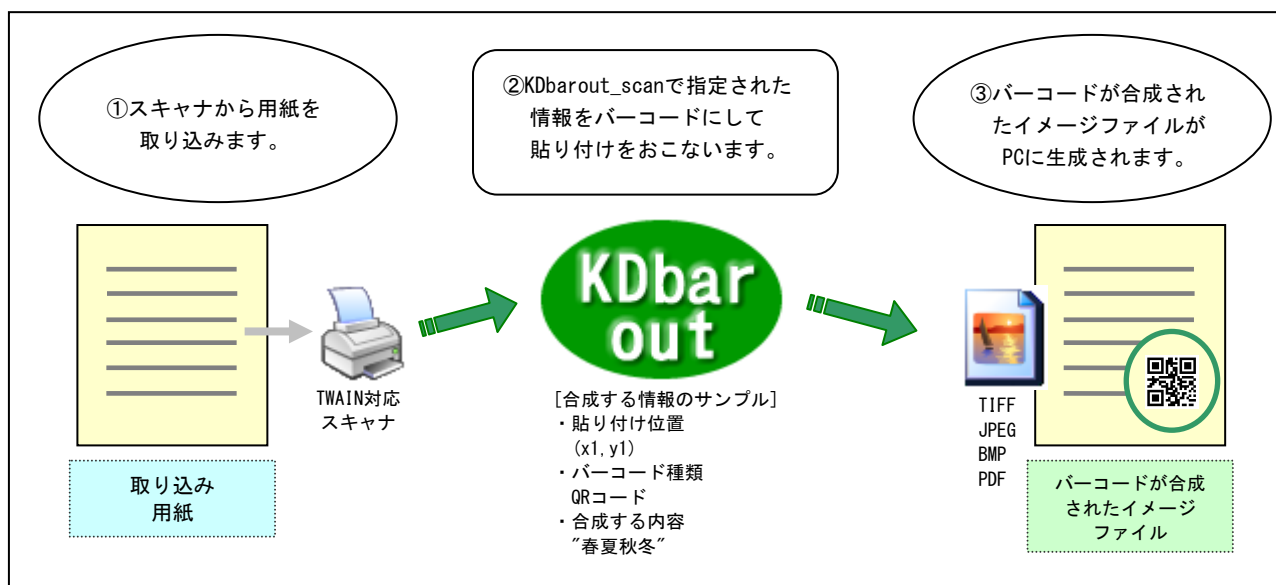 ①スキャナから用紙を
取り込みます。
②KDbarout_scanで指定された
情報をバーコードにして
貼り付けをおこないます。
③バーコードが合成され
たイメージファイルが
PCに生成されます。
KDbar
out
TWAIN対応
スキャナ
取り込み
用紙
[合成する情報のサンプル]
・貼り付け位置
(x1,y1)
・バーコード種類
QRコード
・合成する内容
"春夏秋冬"
TIFF
JPEG
BMP
PDF
バーコードが合成
されたイメージ
ファイル